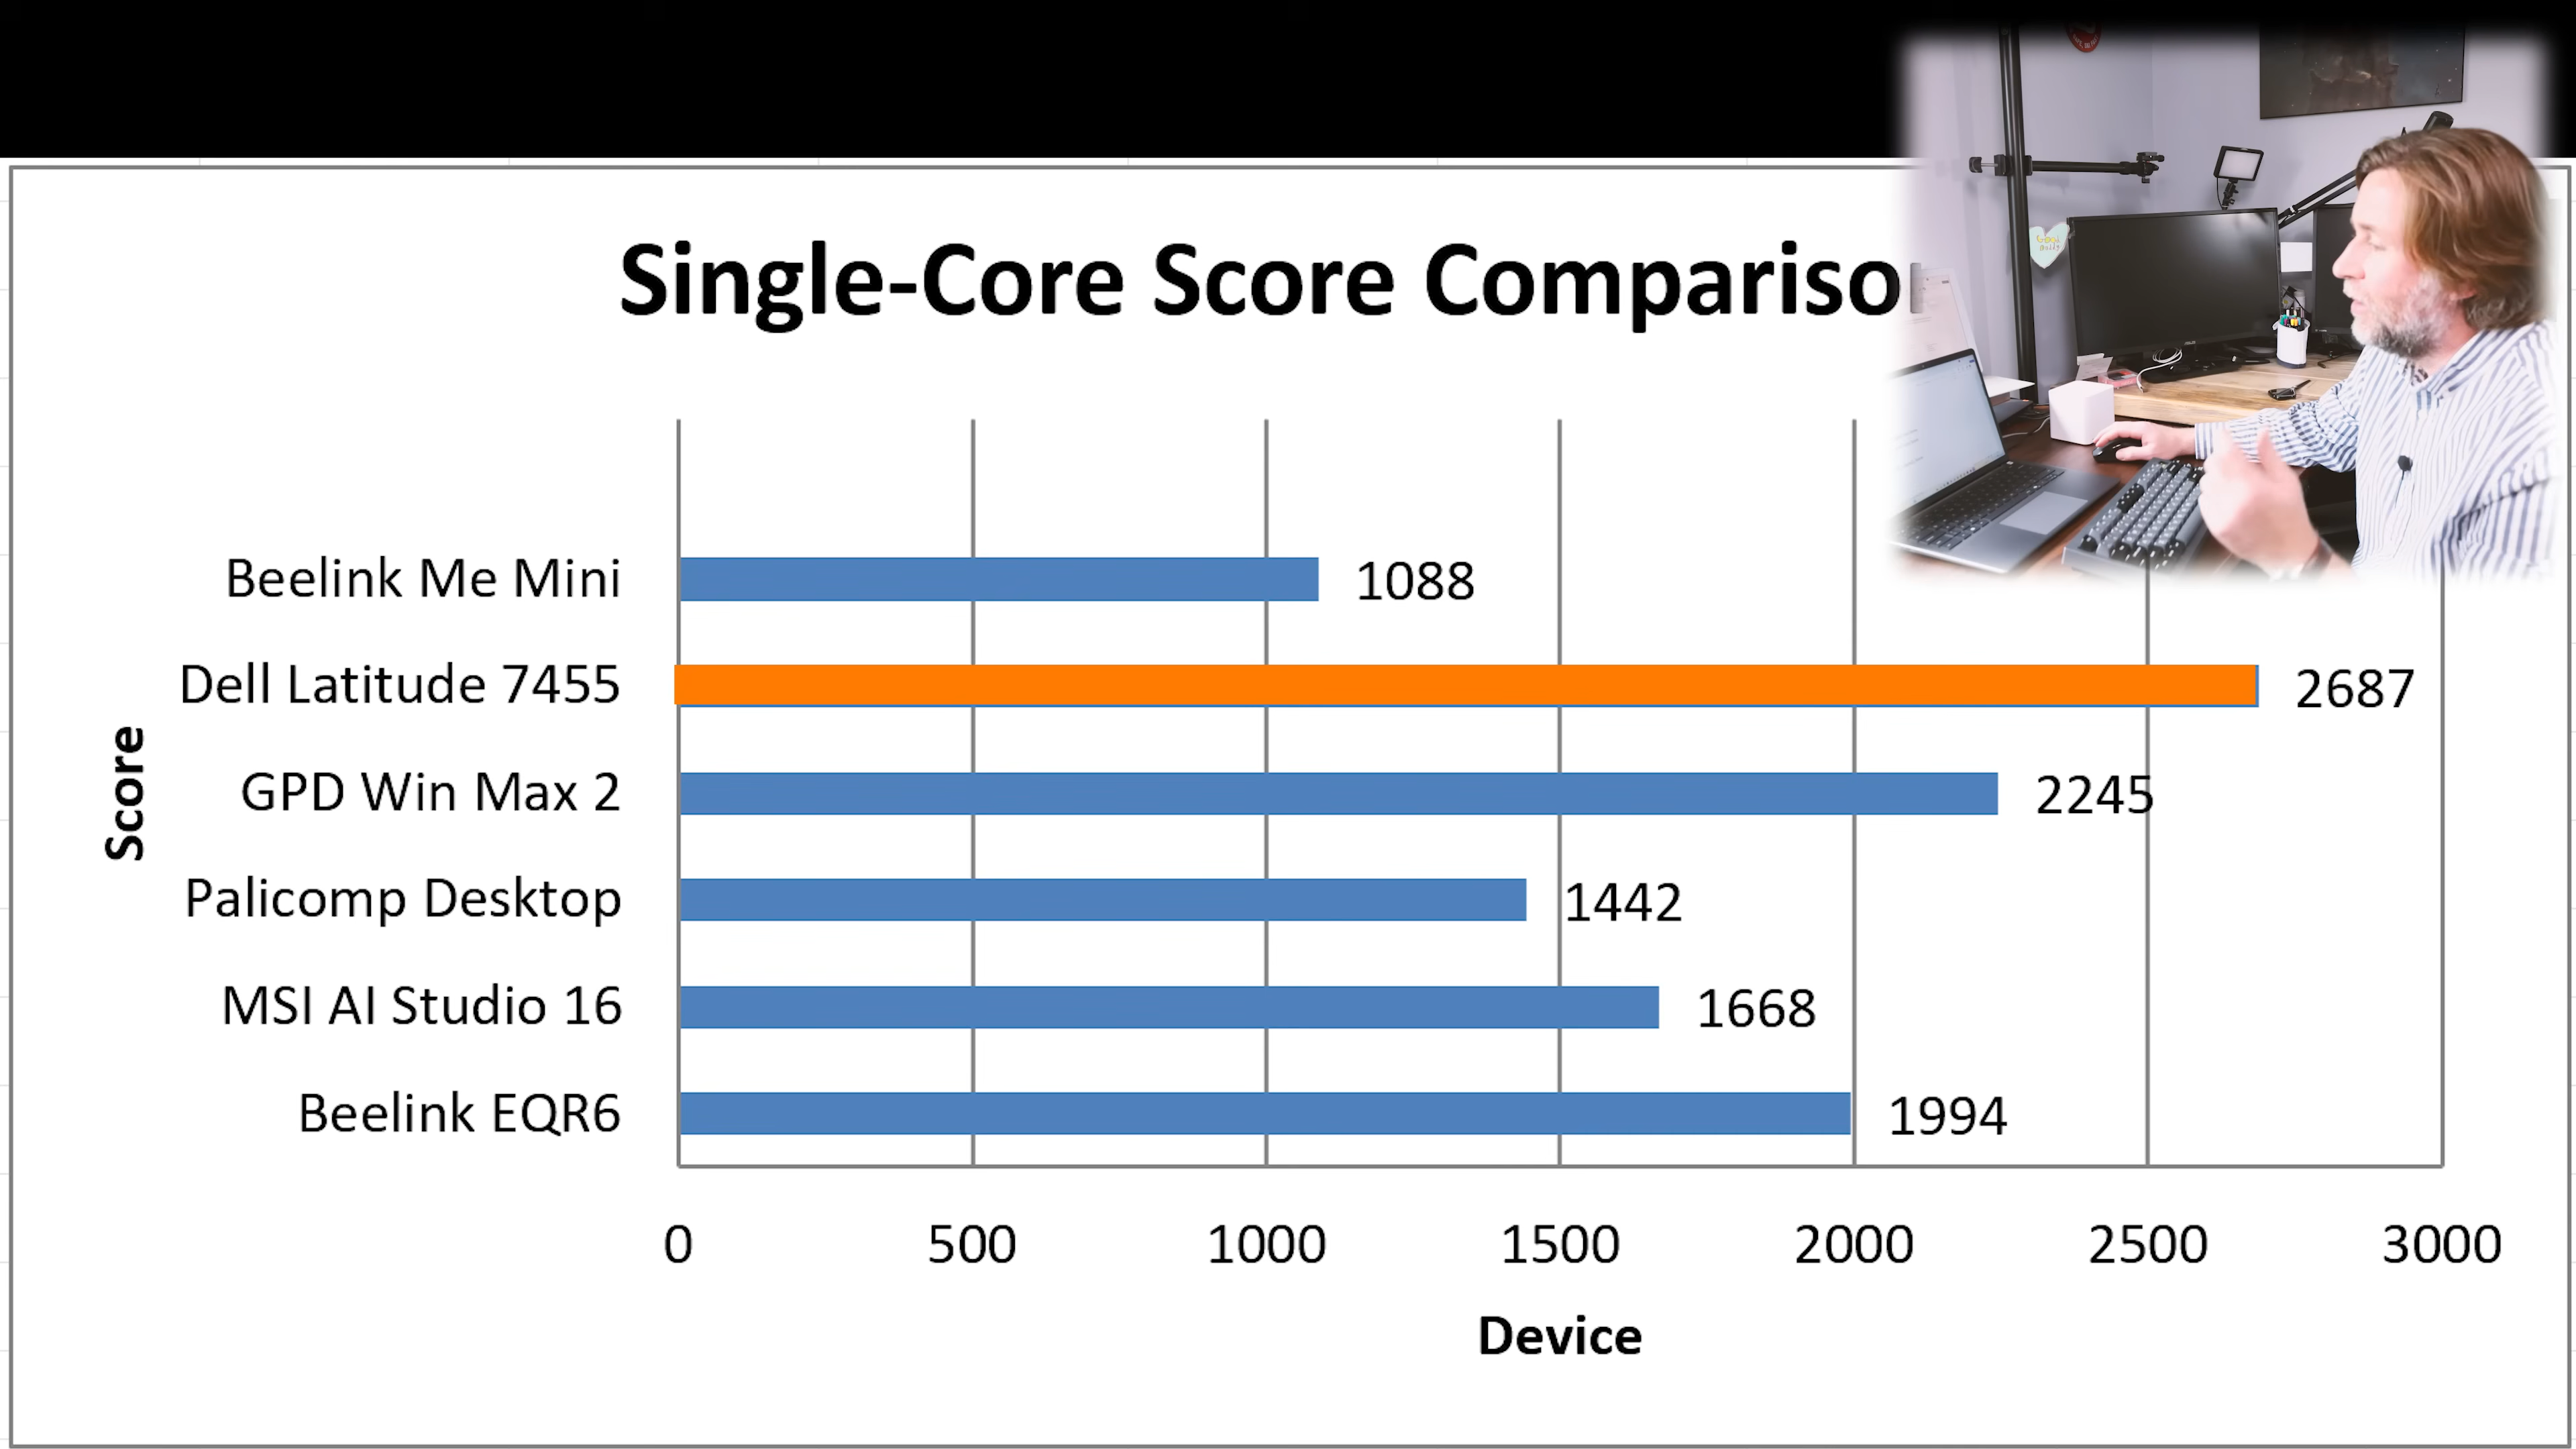 Single-Core Score Compariso
Beelink Me Mini
1088
Dell Latitude 7455
2687
GPD Win Max 2
2245
Palicomp Desktop
1442
MSI AI Studio 16
1668
Beelink EQR6
1994
Score
0 500 1000 1500 2000 2500 3000
Device